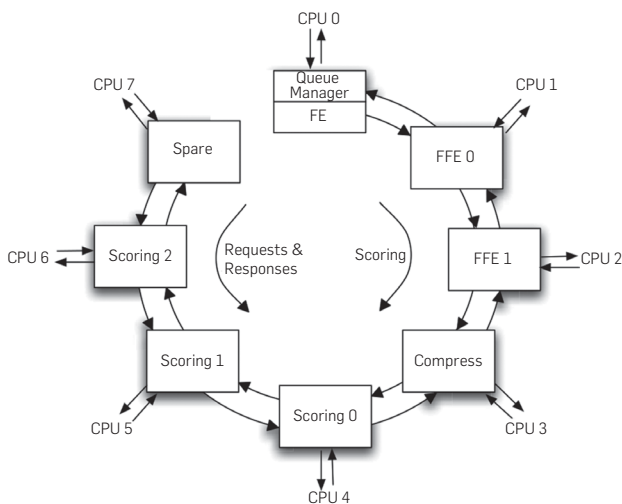 CPU 0
Queue
Manager
FE
CPU 7
CPU 1
Spare
FFE 0
Requests &
Responses
Scoring
CPU 6
Scoring 2
FFE 1
CPU 2
Scoring 1
Compress
Scoring 0
CPU 5
CPU 3
CPU 4